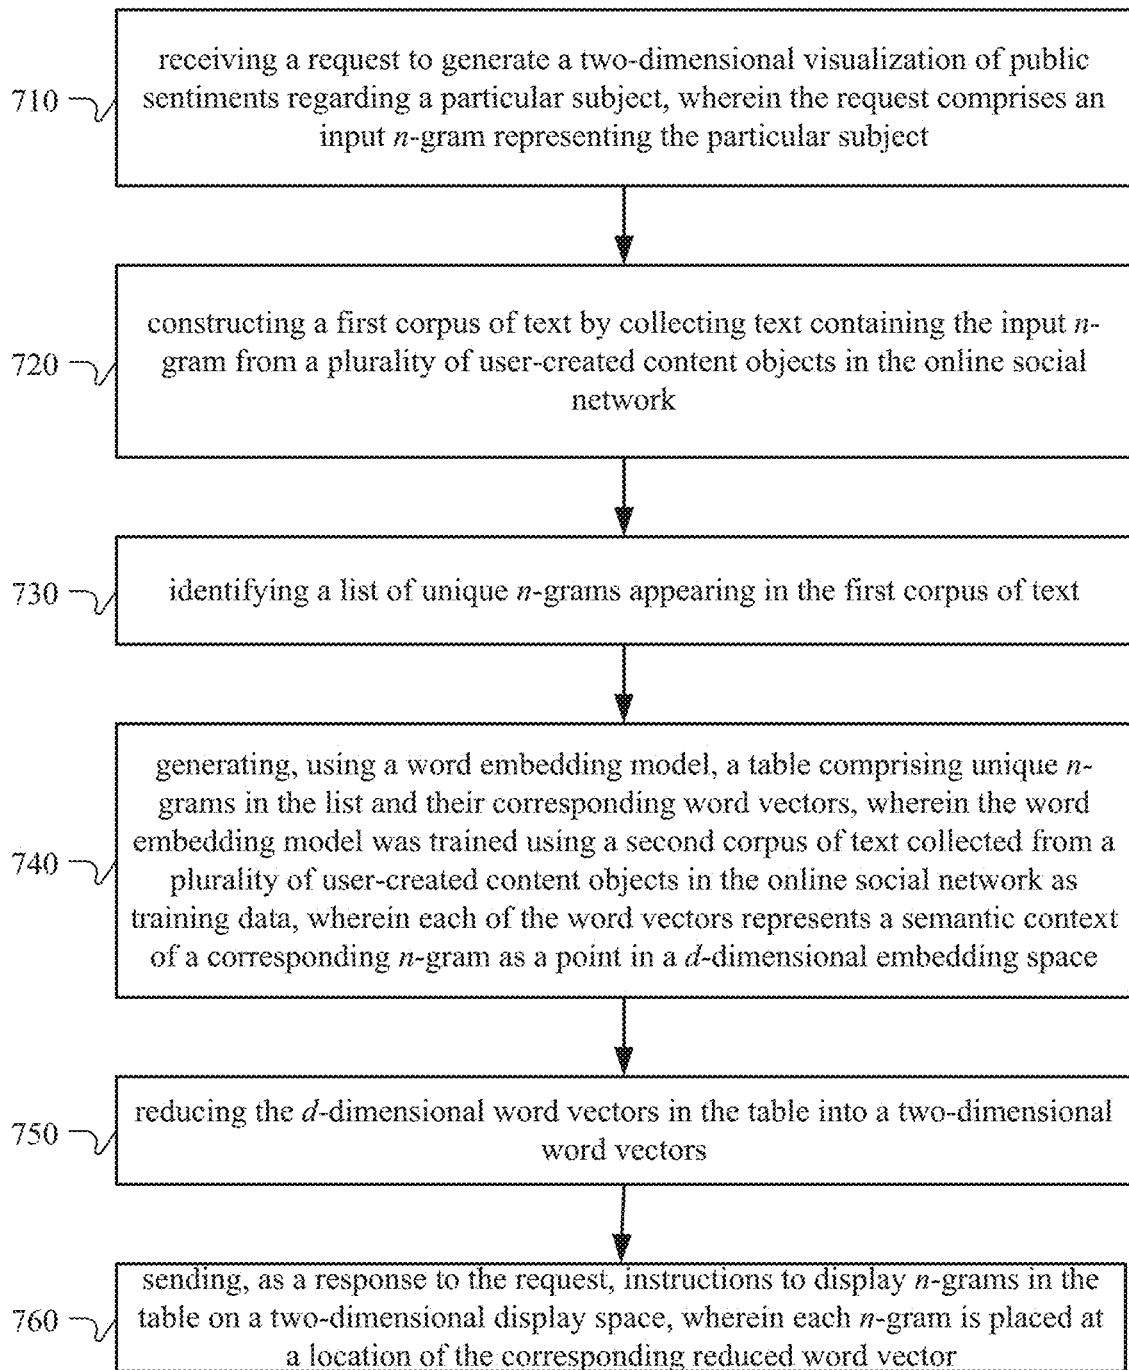 710
receiving a request to generate a two-dimensional visualization of public
sentiments regarding a particular subject, wherein the request comprises an
input n-gram representing the particular subject
720
constructing a first corpus of text by collecting text containing the input n-
gram from a plurality of user-created content objects in the online social
network
730
identifying a list of unique n-grams appearing in the first corpus of text
740
generating, using a word embedding model, a table comprising unique n-
grams in the list and their corresponding word vectors, wherein the word
embedding model was trained using a second corpus of text collected from a
plurality of user-created content objects in the online social network as
training data, wherein each of the word vectors represents a semantic context
of a corresponding n-gram as a point in a d-dimensional embedding space
750
reducing the d-dimensional word vectors in the table into a two-dimensional
word vectors
760
sending, as a response to the request, instructions to display n-grams in the
table on a two-dimensional display space, wherein each n-gram is placed at
a location of the corresponding reduced word vector